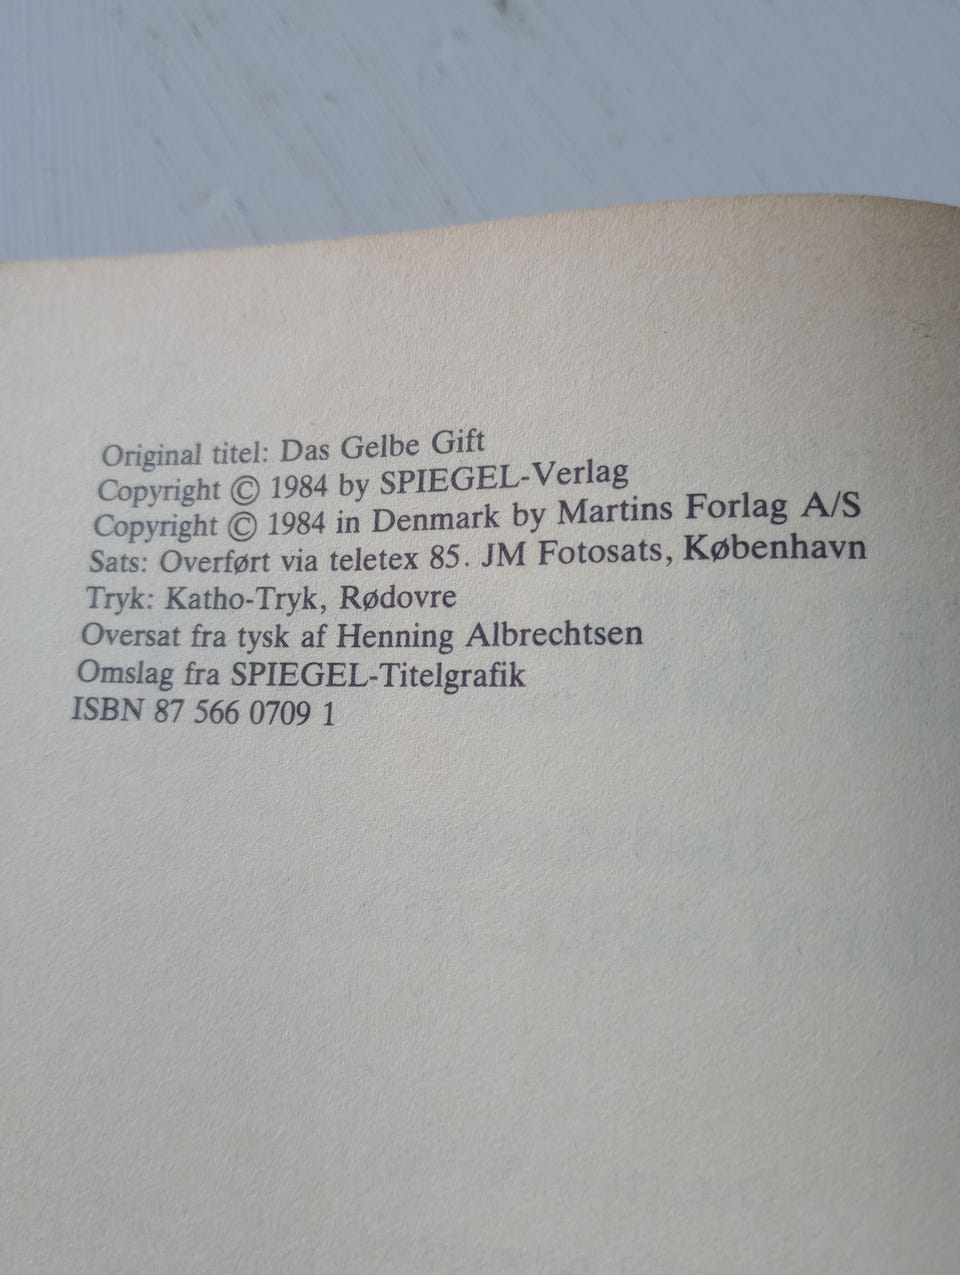 Original titel: Das Gelbe Gift
Copyright © 1984 by SPIEGEL-Verlag
Copyright © 1984 in Denmark by Martins Forlag A/S
Sats: Overført via teletex 85. JM Fotosats, København
Tryk: Katho-Tryk, Rødovre
Oversat fra tysk af Henning Albrechtsen
Omslag fra SPIEGEL-Titelgrafik
ISBN 87 566 0709 1